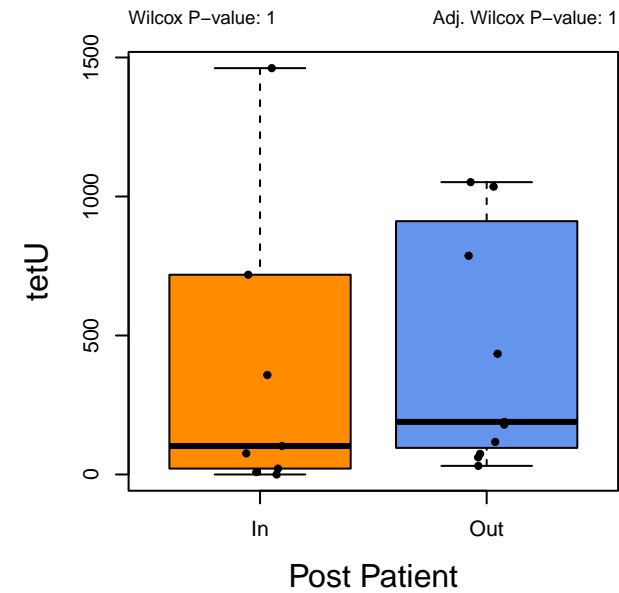 Wilcox P−value: 1
Adj. Wilcox P−value: 1
tetU
1500
1000
500
0
In
Out
Post Patient